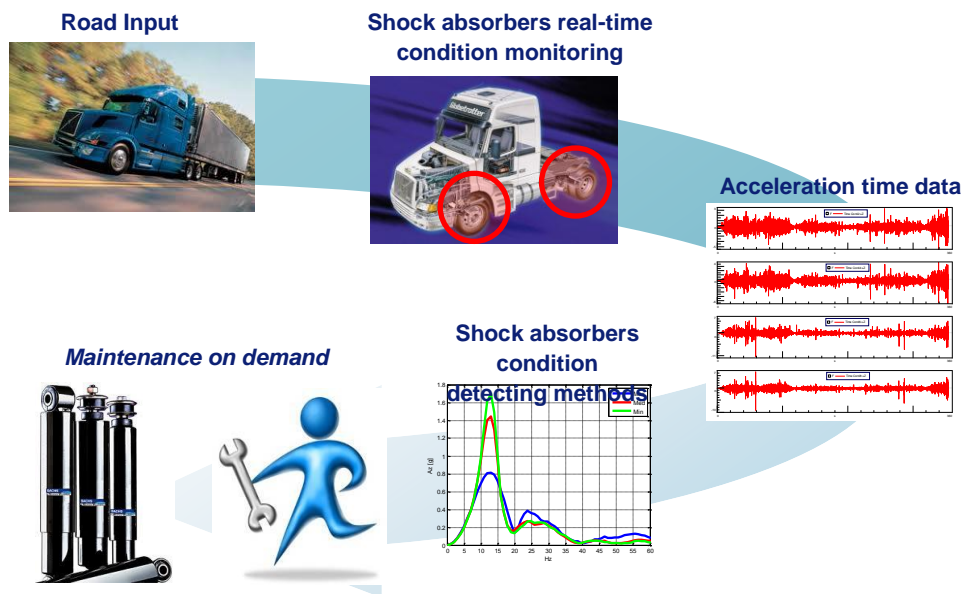 Road Input
Shock absorbers real-time
condition monitoring
Globetrotter
Acceleration time data
Maintenance on demand
Shock absorbers
condition
detecting methods
Med
Min
1.8
1.6
1.4
1.2
1
0.8
0.6
0.4
0.2
0
Az [g]
0 5 10 15 20 25 30 35 40 45 50 55 60
Hz